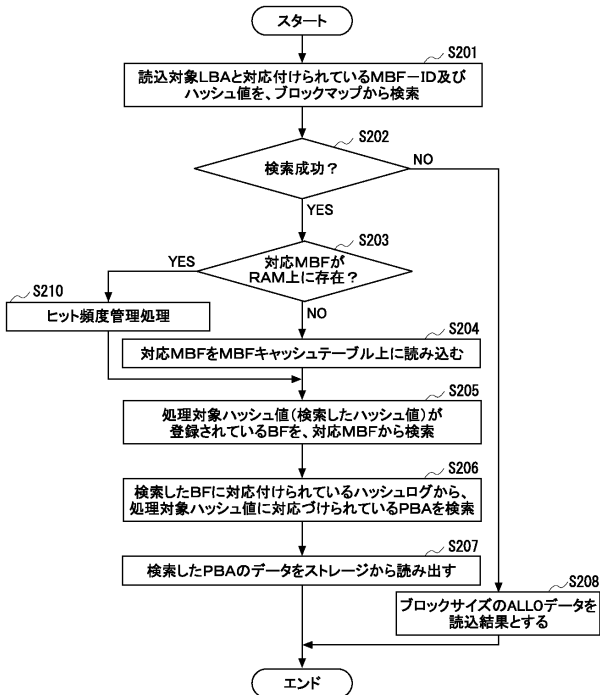 スタート
S201
読込対象LBAと対応付けられているMBF-ID及び
ハッシュ値を、ブロックマップから検索
S202
検索成功？
NO
YES
S203
対応MBFが
RAM上に存在？
YES
S210
ヒット頻度管理処理
NO
S204
対応MBFをMBFキャッシュテーブル上に読み込む
S205
処理対象ハッシュ値(検索したハッシュ値)が
登録されているBFを、対応MBFから検索
S206
検索したBFに対応付けられているハッシュログから、
処理対象ハッシュ値に対応づけられているPBAを検索
S207
検索したPBAのデータをストレージから読み出す
S208
ブロックサイズのALL0データを
読込結果とする
エンド